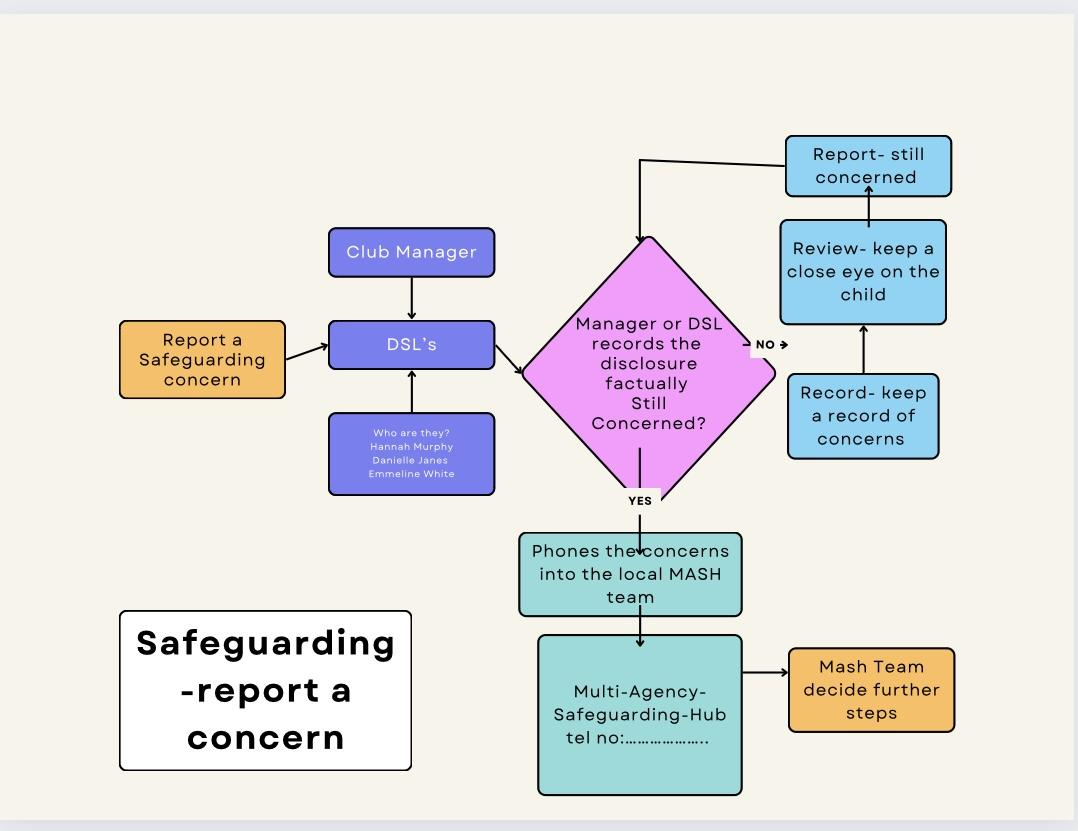 Report- still
concerned
Club Manager
Review- keep a
close eye on the
child
Report a
Safeguarding
concern
DSL's
Manager or DSL
records the
disclosure
factually
Still
Concerned?
NO
Record- keep
a record of
concerns
Who are they?
Hannah Murphy
Danielle Janes
Emmeline White
YES
Phones the concerns
into the local MASH
team
Safeguarding
-report a
concern
Multi-Agency-
Safeguarding-Hub
tel no:………………..
Mash Team
decide further
steps